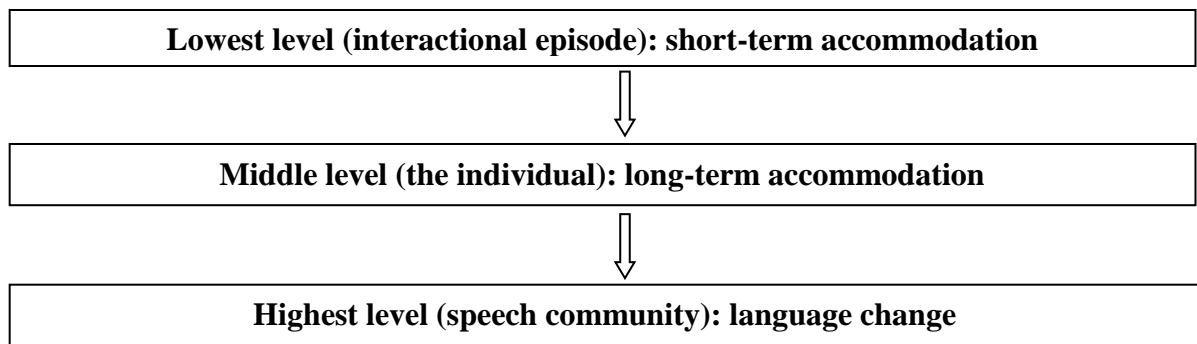 Lowest level (interactional episode): short-term accommodation
Middle level (the individual): long-term accommodation
Highest level (speech community): language change